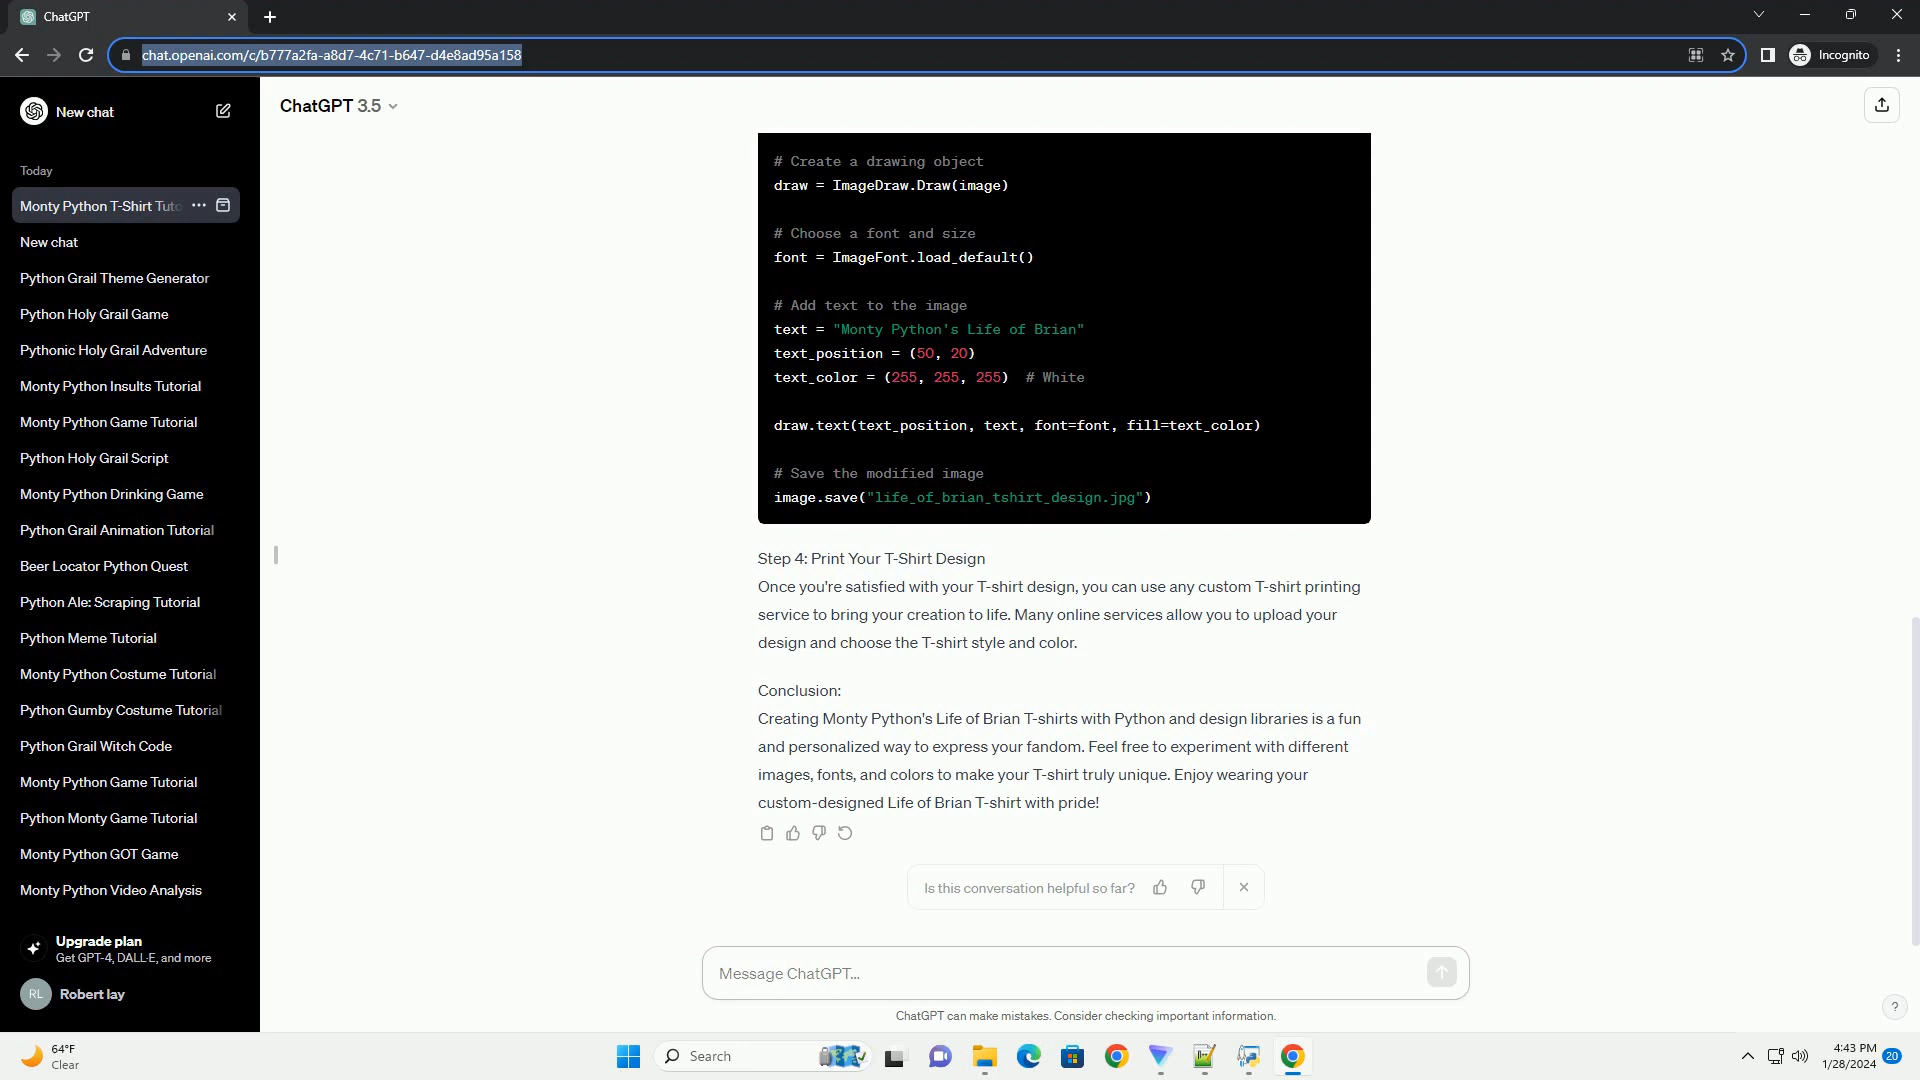 ChatGPT
chat.openai.com/c/b777a2fa-a8d7-4c71-b647-d4e8ad95a158
Incognito
New chat
ChatGPT 3.5
Today
Monty Python T-Shirt Tuto
New chat
Python Grail Theme Generator
Python Holy Grail Game
Pythonic Holy Grail Adventure
Monty Python Insults Tutorial
Monty Python Game Tutorial
Python Holy Grail Script
Monty Python Drinking Game
Python Grail Animation Tutorial
Beer Locator Python Quest
Python Ale: Scraping Tutorial
Python Meme Tutorial
Monty Python Costume Tutorial
Python Gumby Costume Tutorial
Python Grail Witch Code
Monty Python Game Tutorial
Python Monty Game Tutorial
Monty Python GOT Game
Monty Python Video Analysis
Upgrade plan
Get GPT-4, DALL·E, and more
RL Robert lay
# Create a drawing object
draw = ImageDraw.Draw(image)
# Choose a font and size
font = ImageFont.load_default()
# Add text to the image
text = "Monty Python's Life of Brian"
text_position = (50, 20)
text_color = (255, 255, 255)  # White
draw.text(text_position, text, font=font, fill=text_color)
# Save the modified image
image.save("life_of_brian_tshirt_design.jpg")
Step 4: Print Your T-Shirt Design
Once you're satisfied with your T-shirt design, you can use any custom T-shirt printing
service to bring your creation to life. Many online services allow you to upload your
design and choose the T-shirt style and color.
Conclusion:
Creating Monty Python's Life of Brian T-shirts with Python and design libraries is a fun
and personalized way to express your fandom. Feel free to experiment with different
images, fonts, and colors to make your T-shirt truly unique. Enjoy wearing your
custom-designed Life of Brian T-shirt with pride!
Is this conversation helpful so far?
Message ChatGPT...
ChatGPT can make mistakes. Consider checking important information.
?
64°F
Clear
Search
4:43 PM
1/28/2024
20